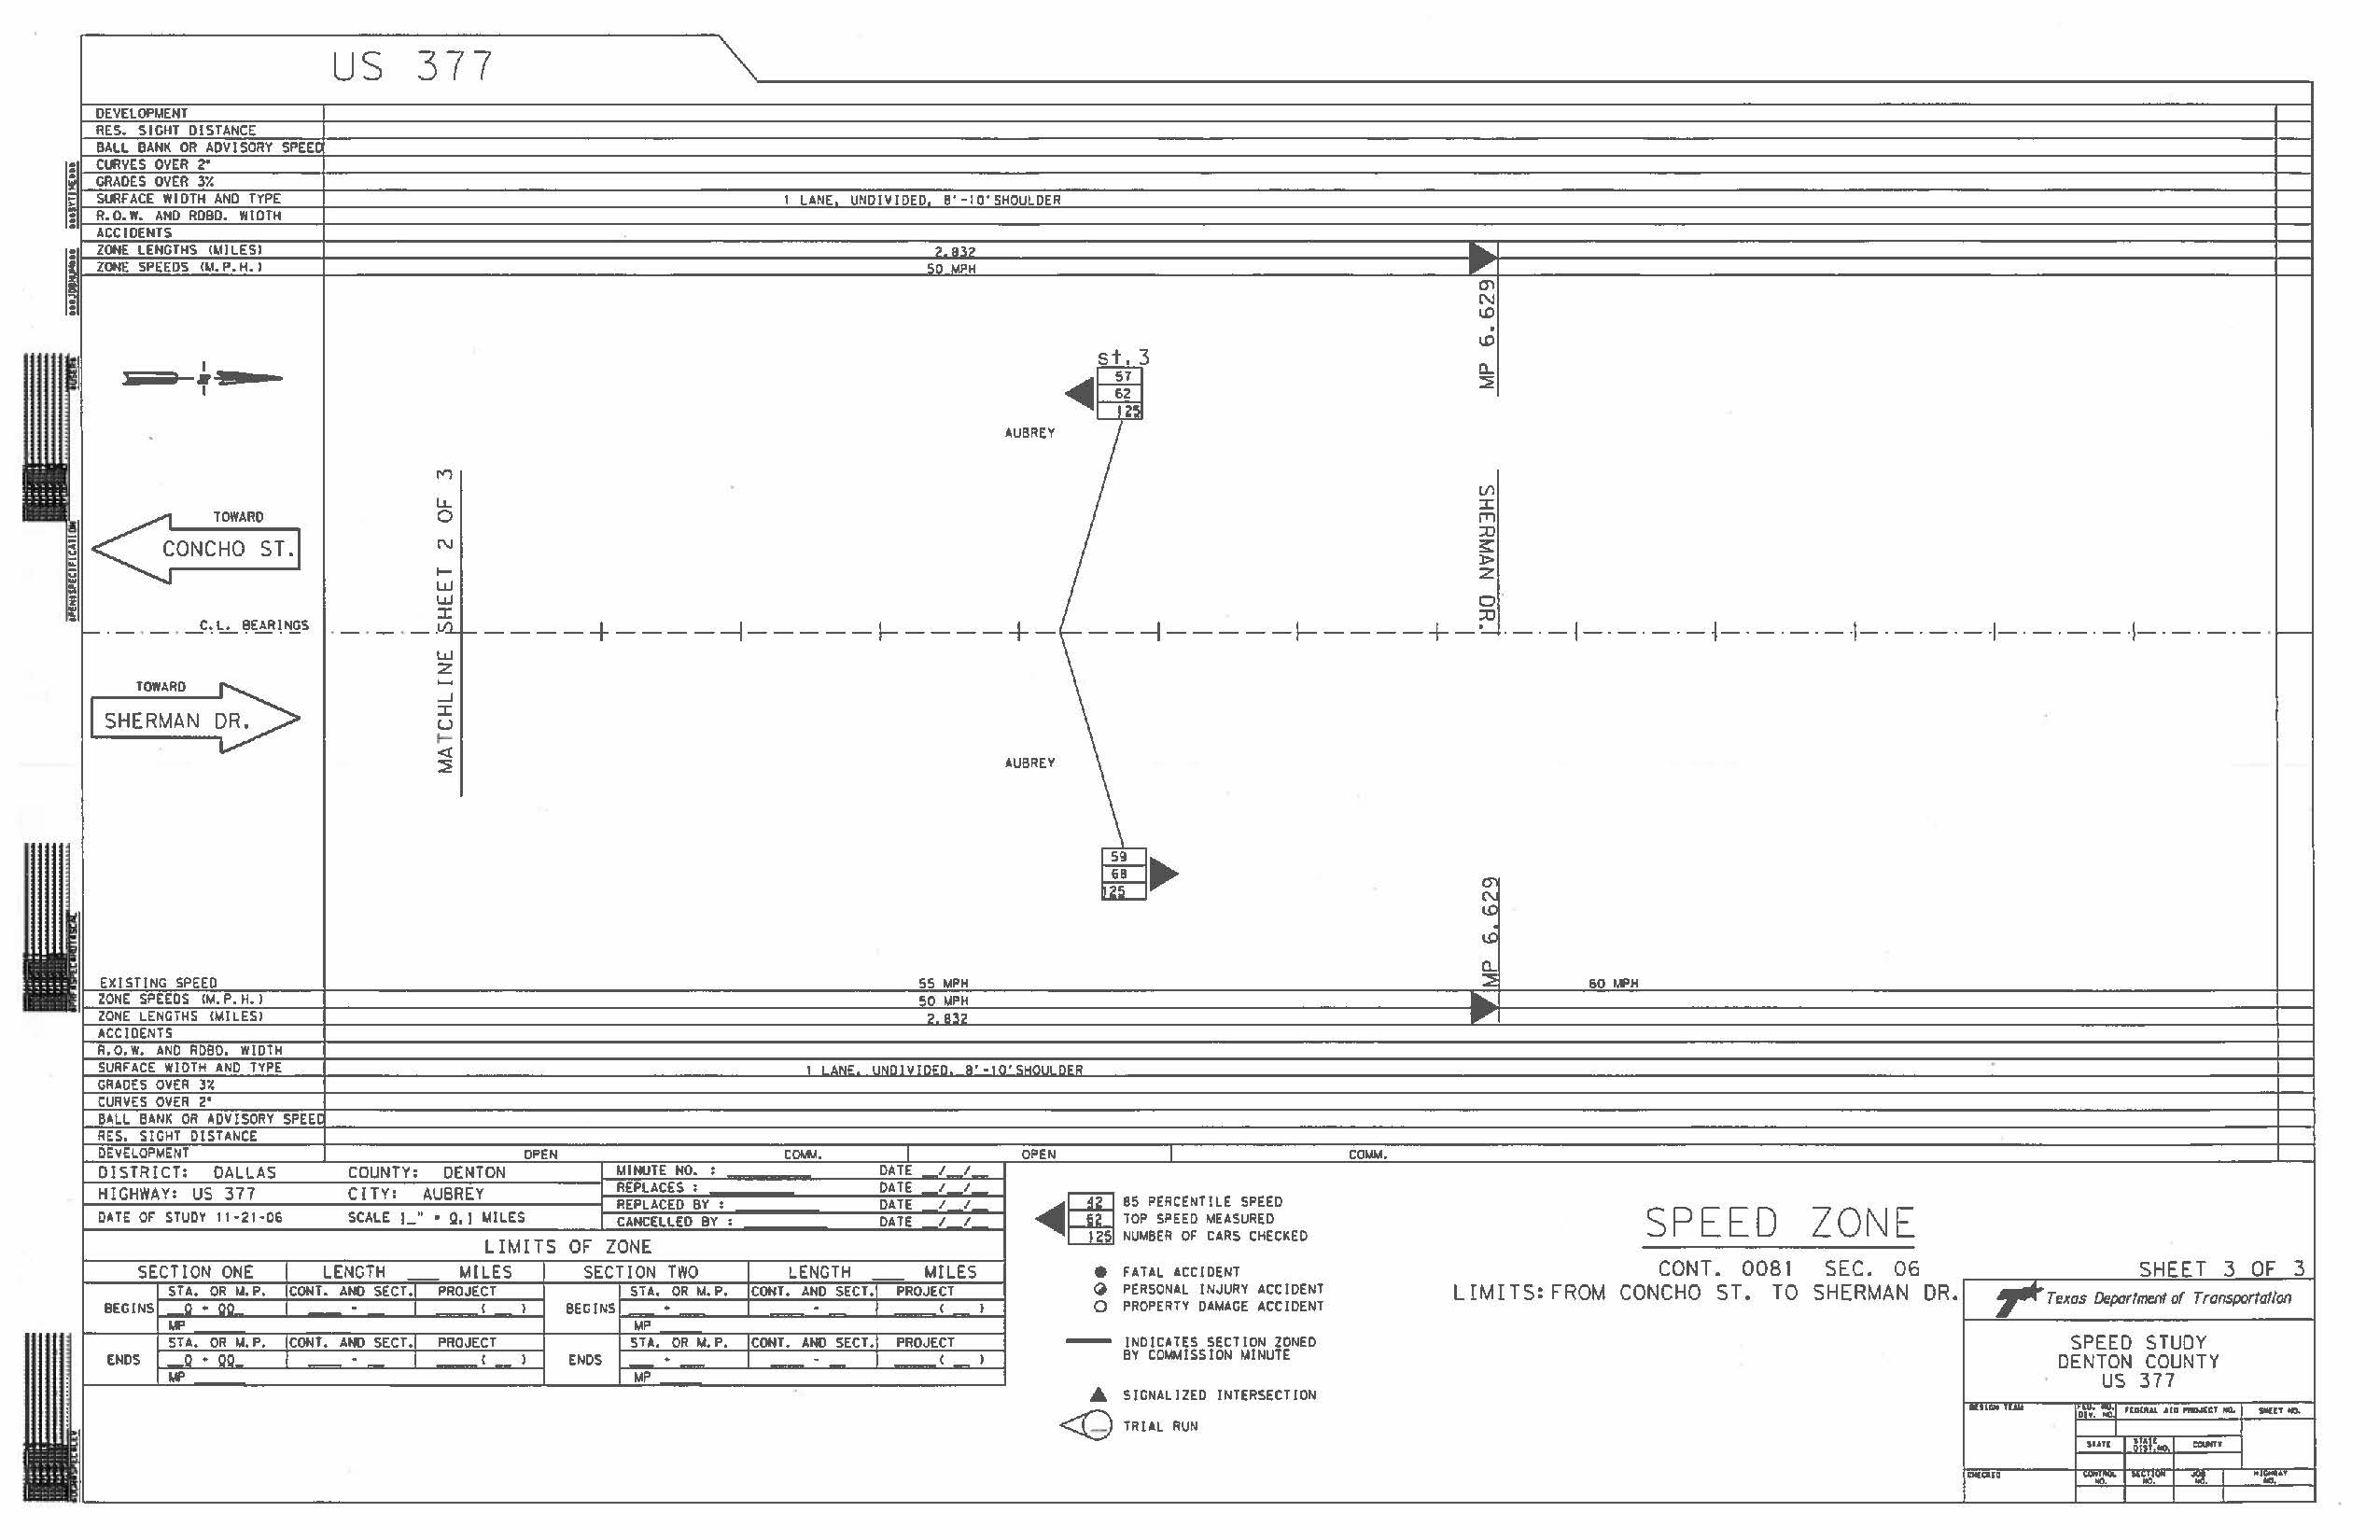 US 377
DEVELOPMENT
RES. SIGHT DISTANCE
BALL BANK OR ADVISORY SPEED
CURVES OVER 2°
GRADES OVER 3%
SURFACE WIDTH AND TYPE 1 LANE, UNDIVIDED, 8'-10'SHOULDER
R.O.W. AND RDBD. WIDTH
ACCIDENTS
ZONE LENGTHS (MILES) 2.832
ZONE SPEEDS (M.P.H.) 50 MPH
MP 6.629
st. 3
57
62
125
AUBREY
MATCHLINE SHEET 2 OF 3
SHERMAN DR.
TOWARD
CONCHO ST.
C.L. BEARINGS
TOWARD
SHERMAN DR.
AUBREY
59
68
125
MP 6.629
EXISTING SPEED 55 MPH 60 MPH
ZONE SPEEDS (M.P.H.) 50 MPH
ZONE LENGTHS (MILES) 2.832
ACCIDENTS
R.O.W. AND RDBD. WIDTH
SURFACE WIDTH AND TYPE 1 LANE, UNDIVIDED, 8'-10'SHOULDER
GRADES OVER 3%
CURVES OVER 2°
BALL BANK OR ADVISORY SPEED
RES. SIGHT DISTANCE
DEVELOPMENT OPEN COMM. OPEN COMM.
DISTRICT: DALLAS COUNTY: DENTON MINUTE NO. : DATE _/_/_
HIGHWAY: US 377 CITY: AUBREY REPLACES : DATE _/_/_
REPLACED BY : DATE _/_/_
DATE OF STUDY 11-21-06 SCALE 1_" = 0.1 MILES CANCELLED BY : DATE _/_/_
LIMITS OF ZONE
SECTION ONE LENGTH ___ MILES SECTION TWO LENGTH ___ MILES
STA. OR M.P. CONT. AND SECT. PROJECT STA. OR M.P. CONT. AND SECT. PROJECT
BEGINS 0 + 00 - ( ) BEGINS + - ( )
MP MP
STA. OR M.P. CONT. AND SECT. PROJECT STA. OR M.P. CONT. AND SECT. PROJECT
ENDS 0 + 00 - ( ) ENDS + - ( )
MP MP
42 85 PERCENTILE SPEED
62 TOP SPEED MEASURED
125 NUMBER OF CARS CHECKED
FATAL ACCIDENT
PERSONAL INJURY ACCIDENT
PROPERTY DAMAGE ACCIDENT
INDICATES SECTION ZONED
BY COMMISSION MINUTE
SIGNALIZED INTERSECTION
TRIAL RUN
SPEED ZONE
CONT. 0081 SEC. 06
LIMITS: FROM CONCHO ST. TO SHERMAN DR.
SHEET 3 OF 3
Texas Department of Transportation
SPEED STUDY
DENTON COUNTY
US 377
DESIGN TEAM
FED. RD. DIV. NO. FEDERAL AID PROJECT NO. SHEET NO.
STATE STATE DIST.NO. COUNTY
CHECKED
CONTROL NO. SECTION NO. JOB NO. HIGHWAY NO.